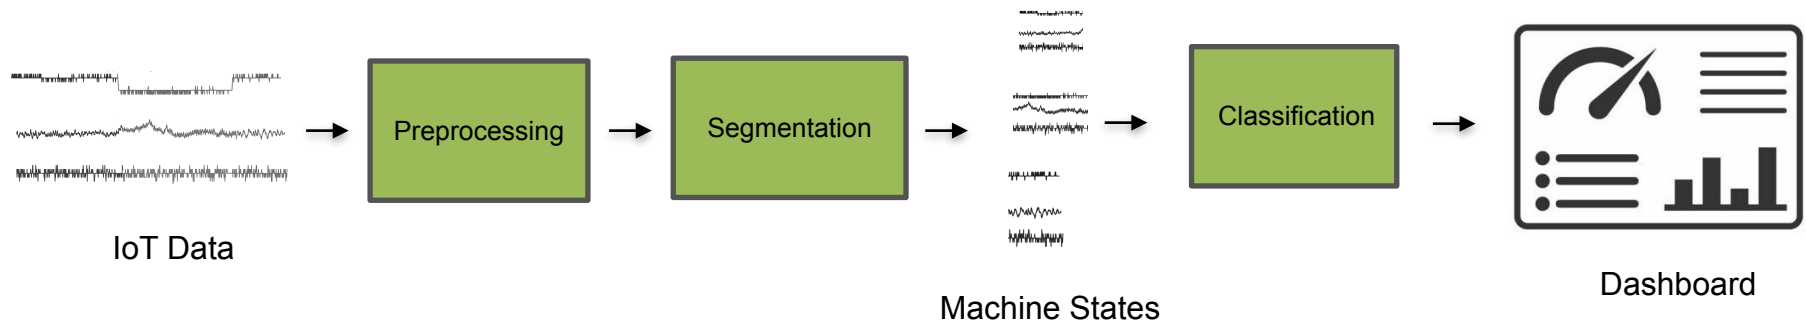 Preprocessing
Segmentation
Classification
IoT Data
Machine States
Dashboard